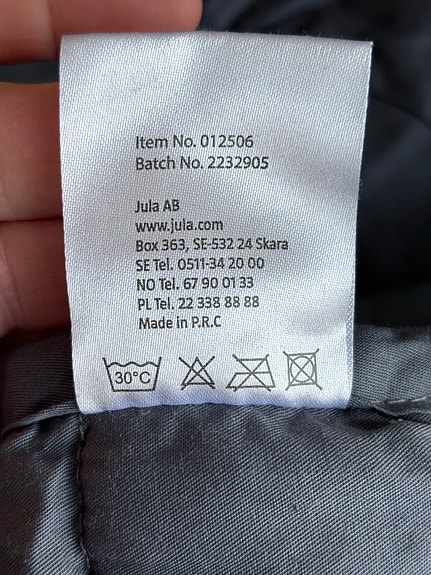 Item No. 012506
Batch No. 2232905
Jula AB
www.jula.com
Box 363, SE-532 24 Skara
SE Tel. 0511-34 20 00
NO Tel. 67 90 01 33
PL Tel. 22 338 88 88
Made in P.R.C
30°C